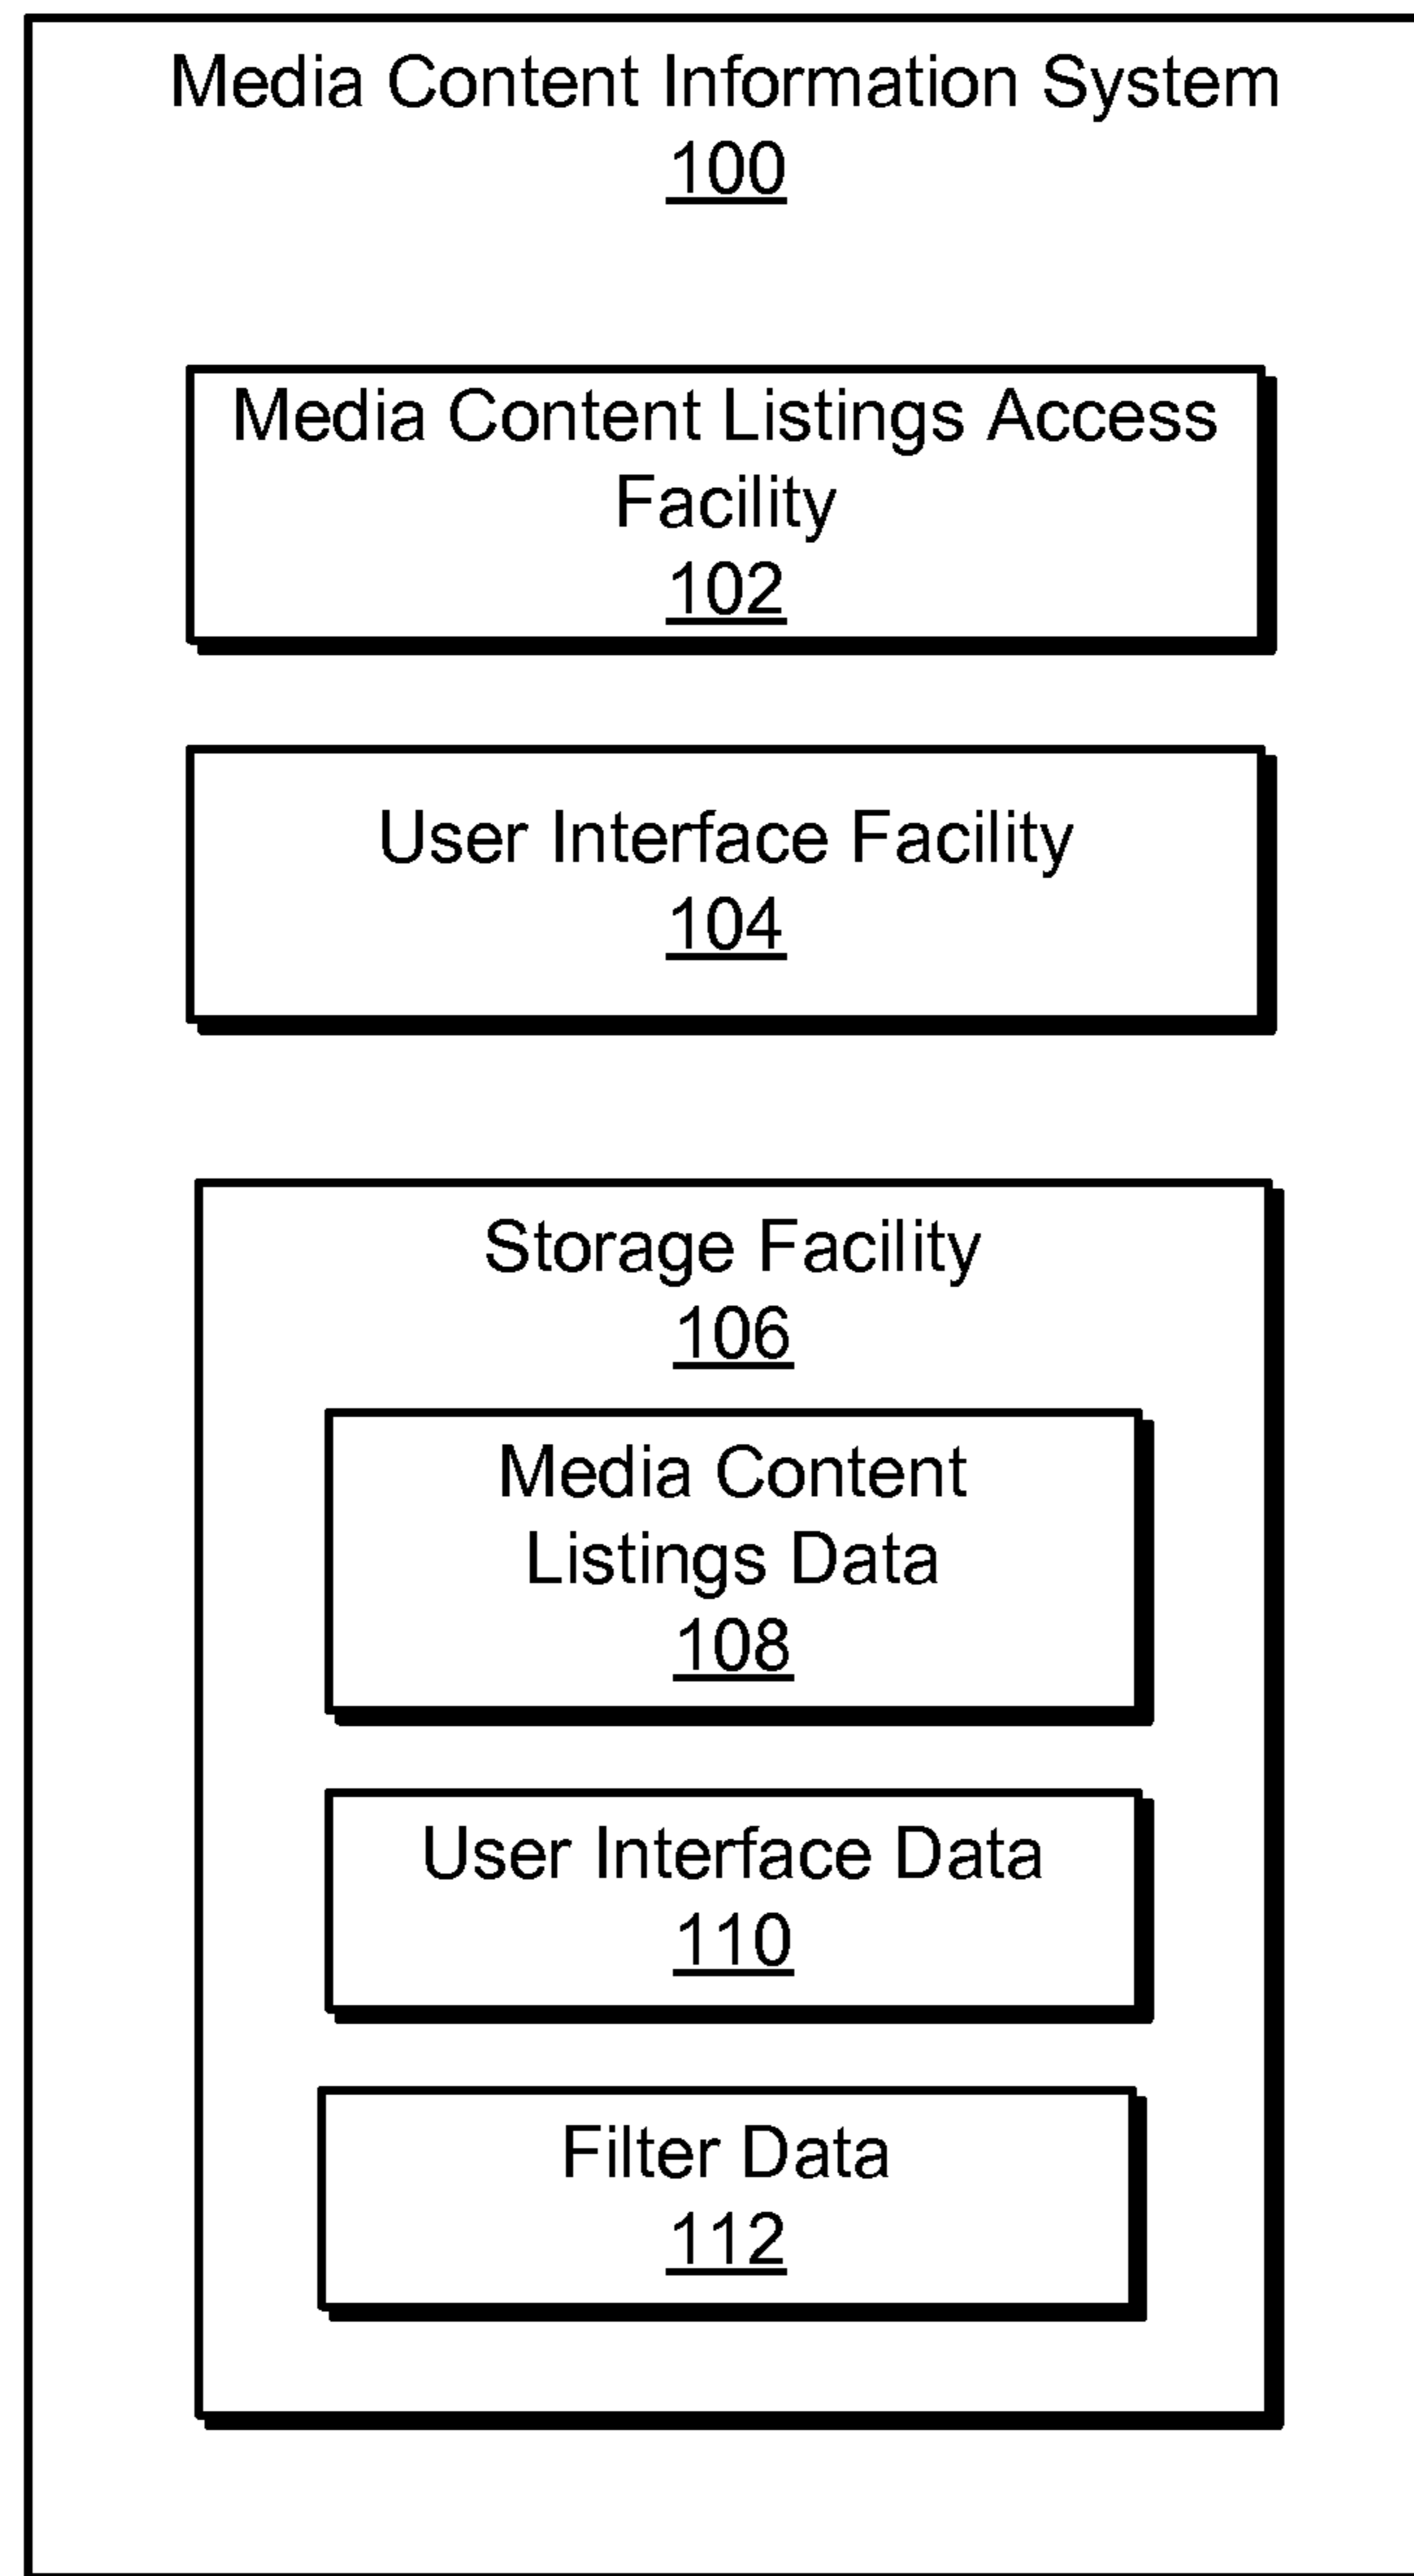 Media Content Information System
100
Media Content Listings Access
Facility
102
User Interface Facility
104
Storage Facility
106
Media Content
Listings Data
108
User Interface Data
110
Filter Data
112